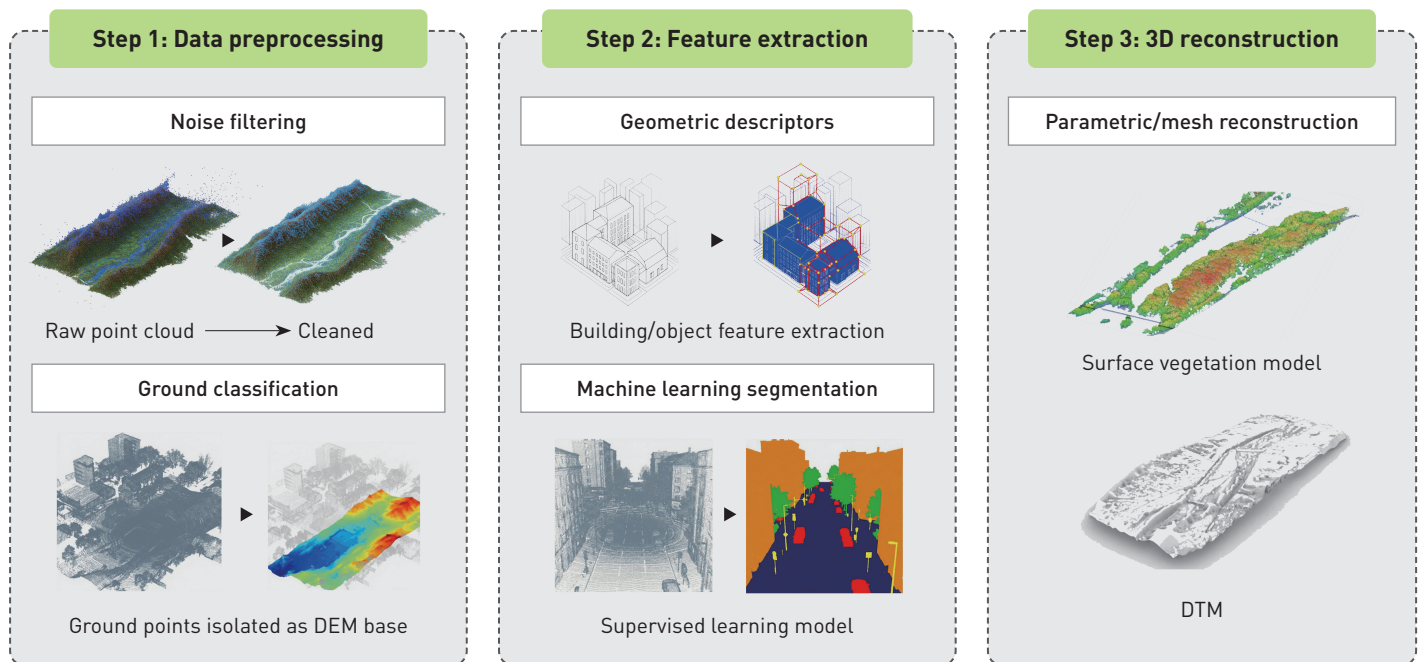 Step 1: Data preprocessing
Noise filtering
Raw point cloud
Cleaned
Ground classification
Ground points isolated as DEM base
Step 2: Feature extraction
Geometric descriptors
Building/object feature extraction
Machine learning segmentation
Supervised learning model
Step 3: 3D reconstruction
Parametric/mesh reconstruction
Surface vegetation model
DTM